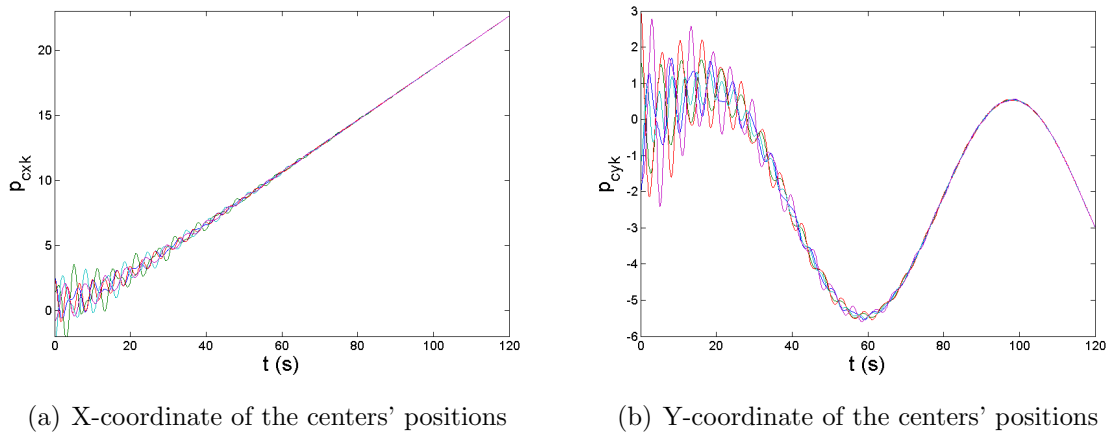 20
15
10
5
0
p_cxk
0 20 40 60 80 100 120
t (s)
(a) X-coordinate of the centers' positions
3
2
1
0
-1
-2
-3
-4
-5
-6
p_cyk
0 20 40 60 80 100 120
t (s)
(b) Y-coordinate of the centers' positions